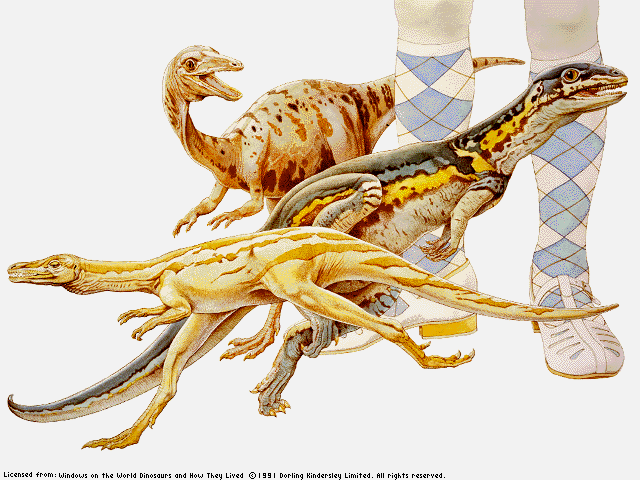 Licensed from: Windows on the World Dinosaurs and How They Lived ©1991 Dorling Kindersley Limited. All rights reserved.